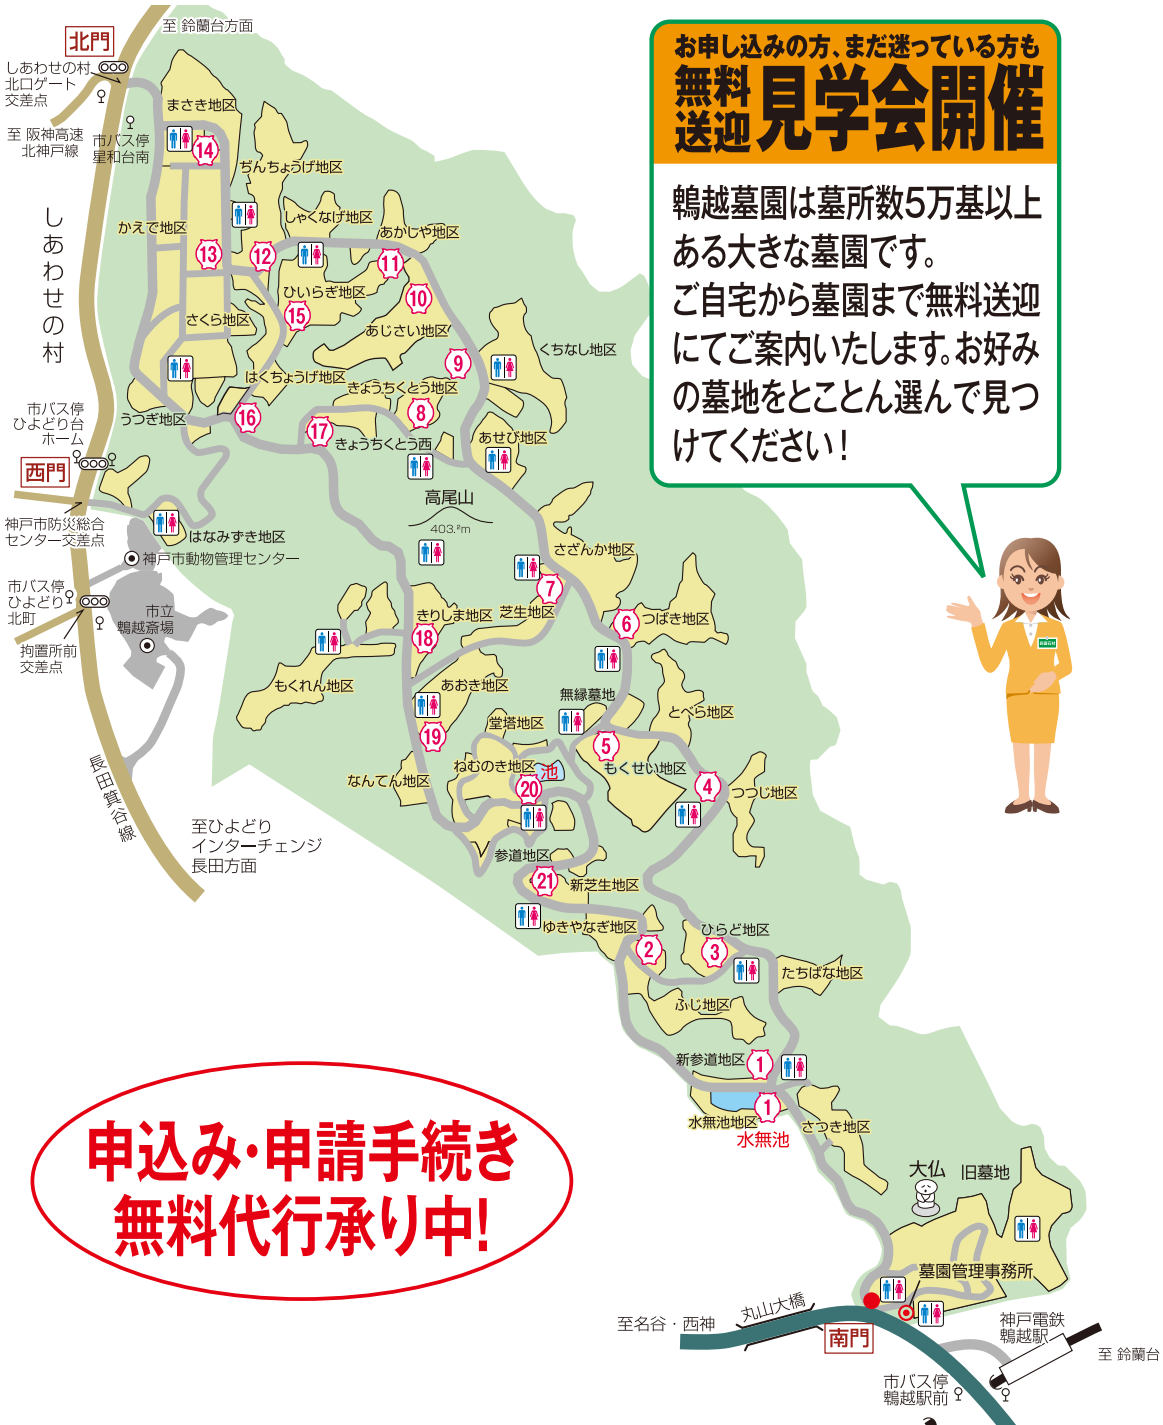 至 鈴蘭台方面
北門
しあわせの村
北口ゲート
交差点
至 阪神高速
北神戸線
市バス停
星和台南
しあわせの村
まさき地区
14
ぢんちょうげ地区
しゃくなげ地区
かえで地区
あかしや地区
13
12
11
ひいらぎ地区
10
15
さくら地区
あじさい地区
くちなし地区
9
はくちょうげ地区
きょうちくとう地区
うつぎ地区
16
8
17
きょうちくとう西
あせび地区
市バス停
ひよどり台
ホーム
西門
神戸市防災総合
センター交差点
高尾山
403.²m
はなみずき地区
神戸市動物管理センター
さざんか地区
市バス停
ひよどり
北町
7
市立
鵯越斎場
きりしま地区
芝生地区
6
つばき地区
18
拘置所前
交差点
もくれん地区
あおき地区
無縁墓地
とべら地区
19
堂塔地区
5
ねむのき地区
池
もくせい地区
なんてん地区
20
4
つつじ地区
長田箕谷線
至ひよどり
インターチェンジ
長田方面
参道地区
21
新芝生地区
ゆきやなぎ地区
ひらど地区
2
3
たちばな地区
ふじ地区
新参道地区
1
1
水無池地区
水無池
さつき地区
大仏
旧墓地
墓園管理事務所
丸山大橋
至名谷・西神
南門
神戸電鉄
鵯越駅
至 鈴蘭台
市バス停
鵯越駅前
お申し込みの方、まだ迷っている方も
無料
送迎
見学会開催
鵯越墓園は墓所数5万基以上
ある大きな墓園です。
ご自宅から墓園まで無料送迎
にてご案内いたします。お好み
の墓地をとことん選んで見つ
けてください！
申込み・申請手続き
無料代行承り中!